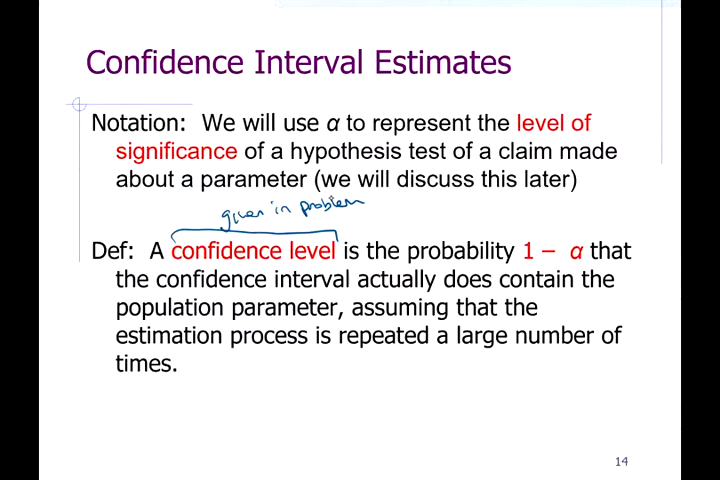 Confidence Interval Estimates
Notation: We will use α to represent the level of
significance of a hypothesis test of a claim made
about a parameter (we will discuss this later)
given in problem
Def: A confidence level is the probability 1 – α that
the confidence interval actually does contain the
population parameter, assuming that the
estimation process is repeated a large number of
times.
14